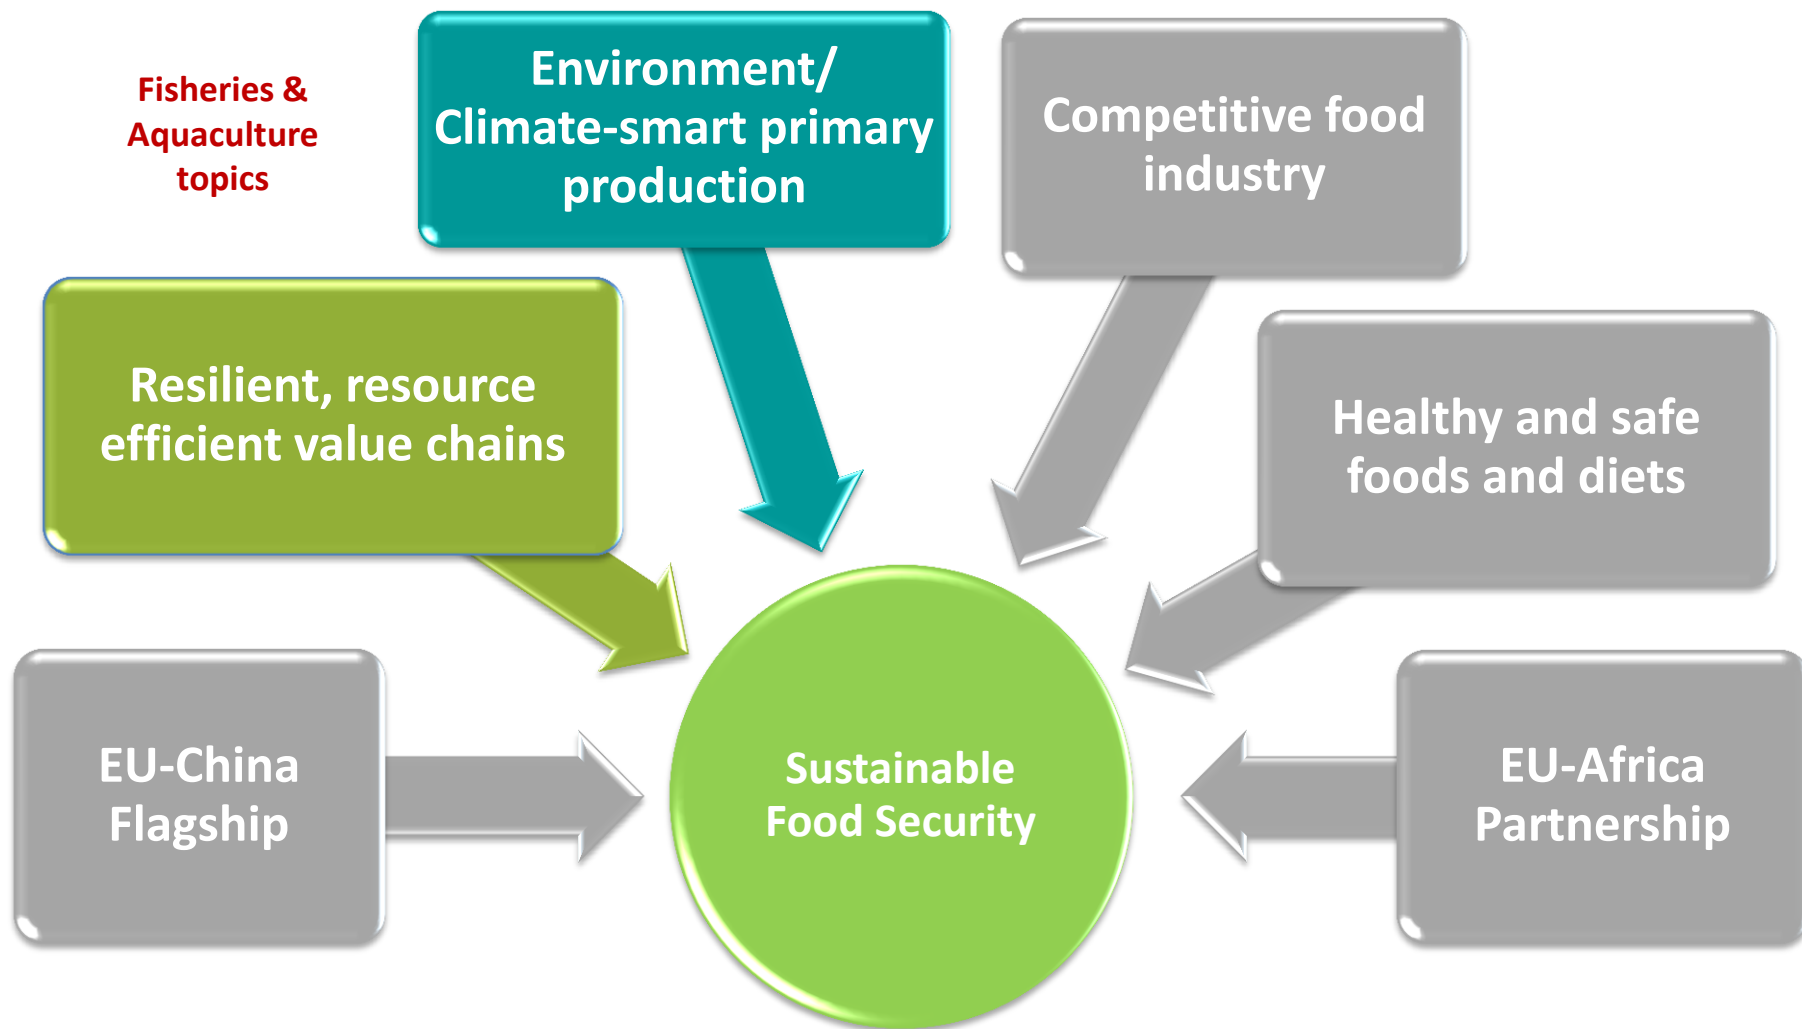 Fisheries &
Aquaculture
topics
Environment/
Climate-smart primary
production
Competitive food
industry
Resilient, resource
efficient value chains
Healthy and safe
foods and diets
EU-China
Flagship
Sustainable
Food Security
EU-Africa
Partnership